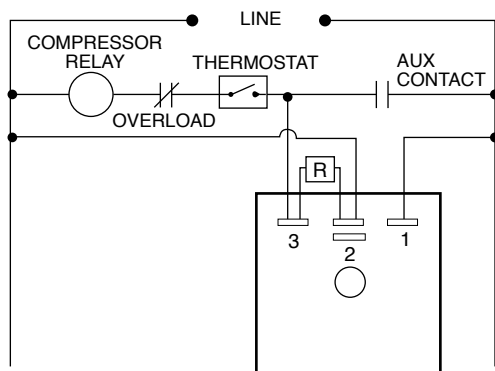 LINE
COMPRESSOR
RELAY
THERMOSTAT
AUX
CONTACT
OVERLOAD
R
3
2
1